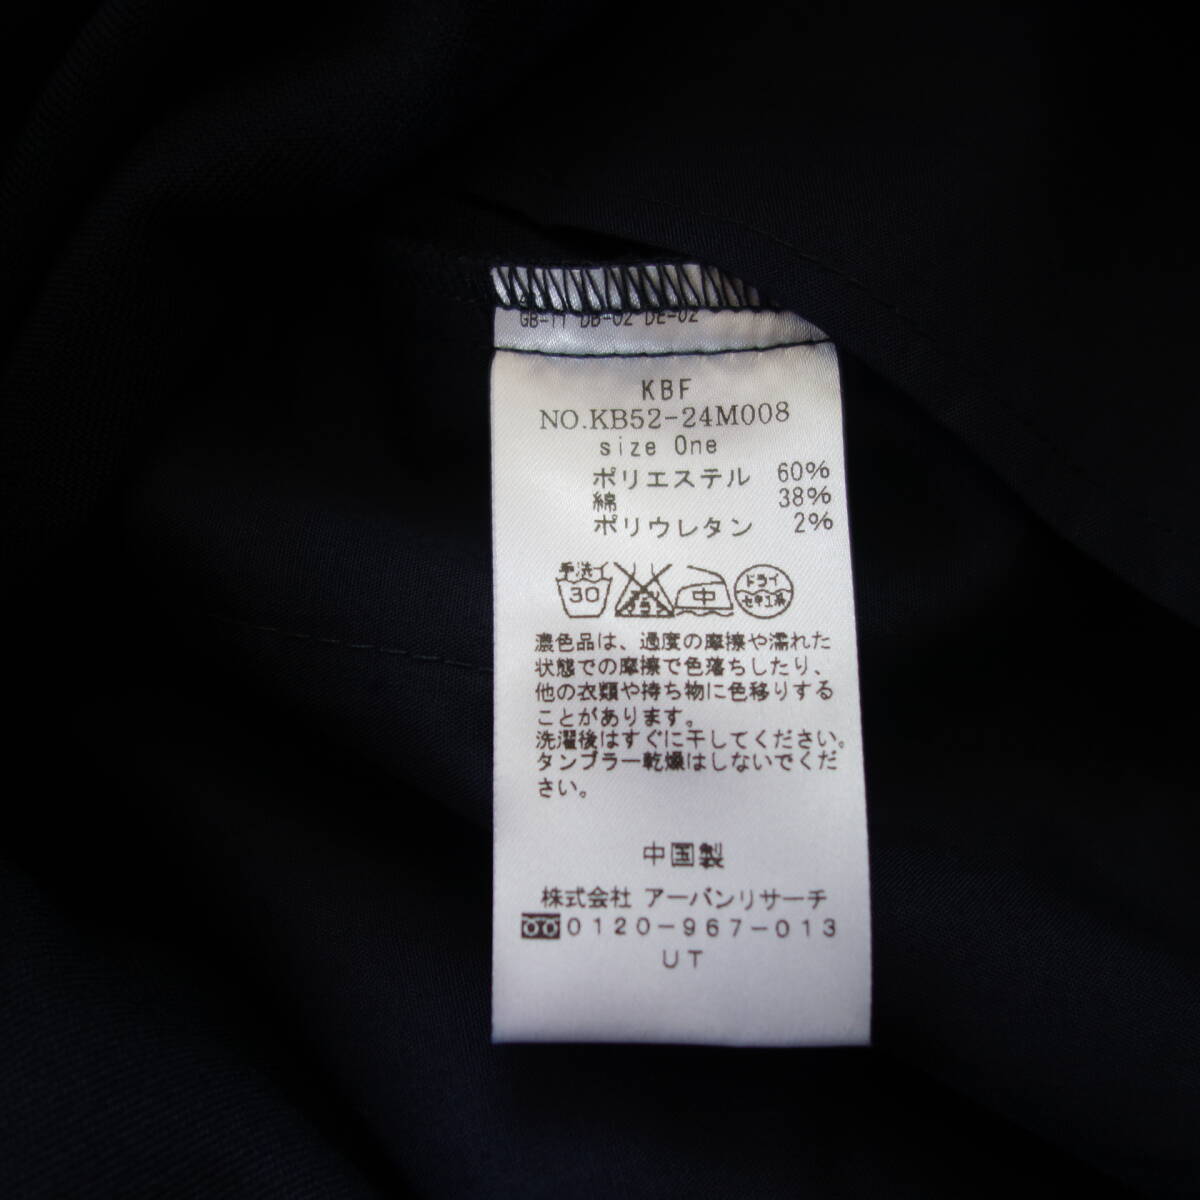 GB-11 DB-02 DE-02
KBF
NO.KB52-24M008
size One
ポリエステル 60%
綿 38%
ポリウレタン 2%
手洗イ 30 エンソサラシ 中 ドライ セキユ系
濃色品は、過度の摩擦や濡れた
状態での摩擦で色落ちしたり、
他の衣類や持ち物に色移りする
ことがあります。
洗濯後はすぐに干してください。
タンブラー乾燥はしないでくだ
さい。
中国製
株式会社 アーバンリサーチ
0120-967-013
UT